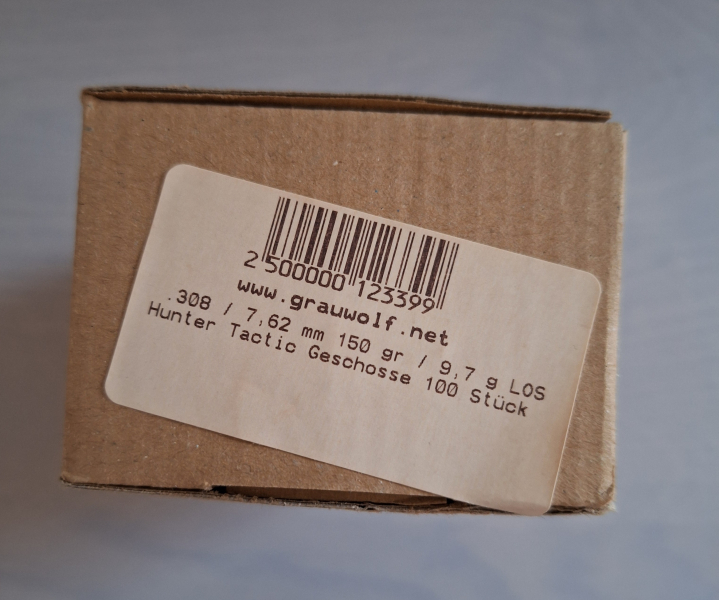 2 500000 123399
www.grauwolf.net
.308 / 7,62 mm 150 gr / 9,7 g LOS
Hunter Tactic Geschosse 100 Stück